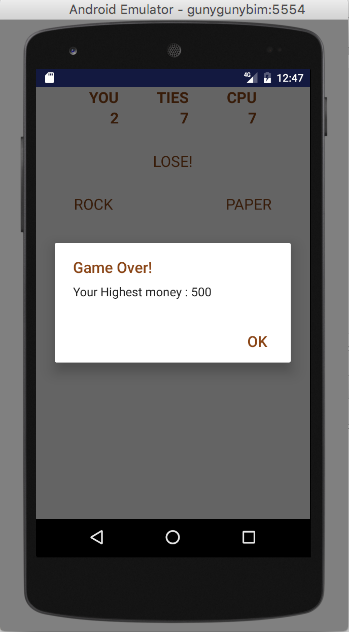 Android Emulator - gunygunybim:5554
4G 12:47
YOU TIES CPU
2 7 7
LOSE!
ROCK PAPER
Game Over!
Your Highest money : 500
OK